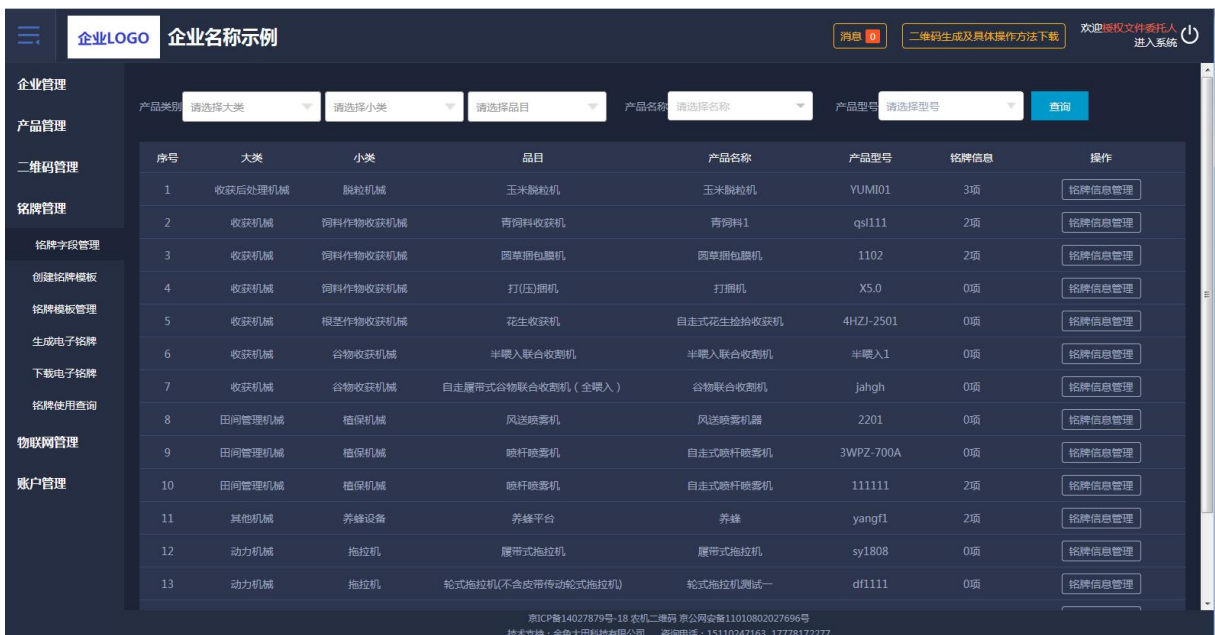 企业LOGO 企业名称示例 消息 0 二维码生成及具体操作方法下载 欢迎授权文件委托人
进入系统
企业管理
产品管理
二维码管理
铭牌管理
铭牌字段管理
创建铭牌模板
铭牌模板管理
生成电子铭牌
下载电子铭牌
铭牌使用查询
物联网管理
账户管理
产品类别 请选择大类 请选择小类 请选择品目 产品名称 请选择名称 产品型号 请选择型号 查询
序号 大类 小类 品目 产品名称 产品型号 铭牌信息 操作
1 收获后处理机械 脱粒机械 玉米脱粒机 玉米脱粒机 YUMI01 3项 铭牌信息管理
2 收获机械 饲料作物收获机械 青饲料收获机 青饲料1 qsl111 2项 铭牌信息管理
3 收获机械 饲料作物收获机械 圆草捆包膜机 圆草捆包膜机 1102 2项 铭牌信息管理
4 收获机械 饲料作物收获机械 打(压)捆机 打捆机 X5.0 0项 铭牌信息管理
5 收获机械 根茎作物收获机械 花生收获机 自走式花生捡拾收获机 4HZJ-2501 0项 铭牌信息管理
6 收获机械 谷物收获机械 半喂入联合收割机 半喂入联合收割机 半喂入1 0项 铭牌信息管理
7 收获机械 谷物收获机械 自走履带式谷物联合收割机（全喂入） 谷物联合收割机 jahgh 0项 铭牌信息管理
8 田间管理机械 植保机械 风送喷雾机 风送喷雾机器 2201 0项 铭牌信息管理
9 田间管理机械 植保机械 喷杆喷雾机 自走式喷杆喷雾机 3WPZ-700A 0项 铭牌信息管理
10 田间管理机械 植保机械 喷杆喷雾机 自走式喷杆喷雾机 111111 2项 铭牌信息管理
11 其他机械 养蜂设备 养蜂平台 养蜂 yangf1 2项 铭牌信息管理
12 动力机械 拖拉机 履带式拖拉机 履带式拖拉机 sy1808 0项 铭牌信息管理
13 动力机械 拖拉机 轮式拖拉机(不含皮带传动轮式拖拉机) 轮式拖拉机测试一 df1111 0项 铭牌信息管理
京ICP备14027879号-18 农机二维码 京公网安备11010802027696号
技术支持：金色大田科技有限公司 咨询电话：15110247163 17778172277